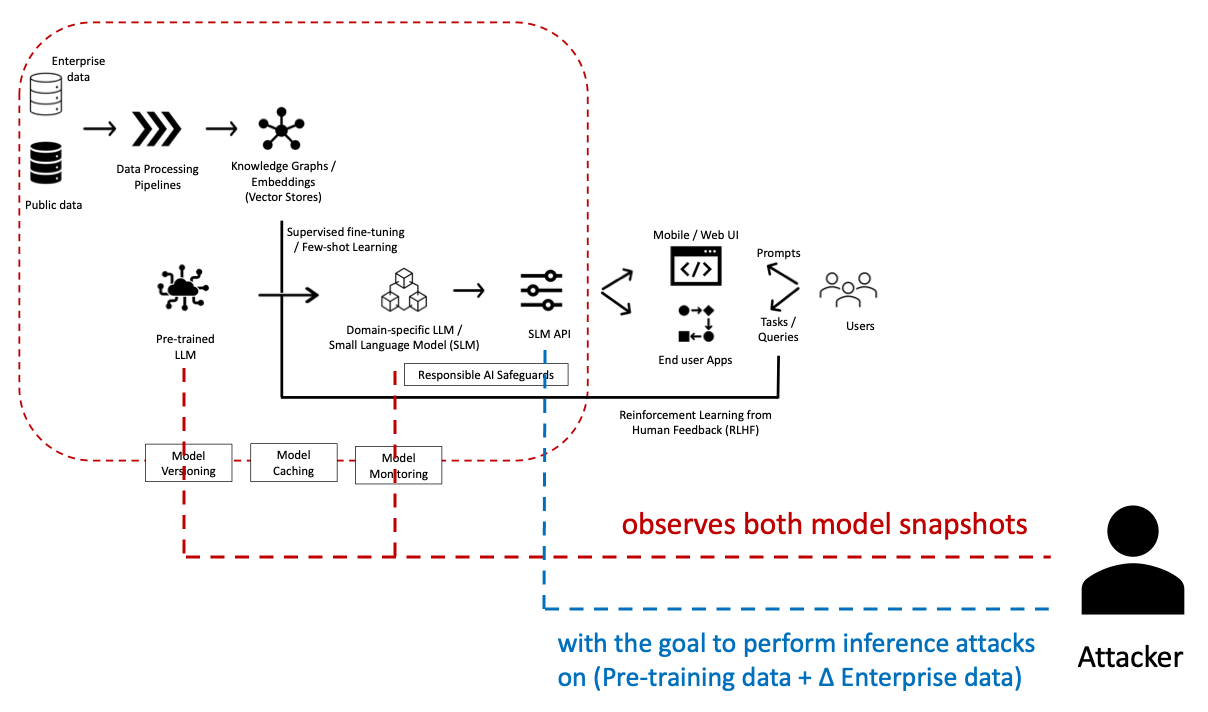 Enterprise
data
Public data
Data Processing
Pipelines
Knowledge Graphs /
Embeddings
(Vector Stores)
Supervised fine-tuning
/ Few-shot Learning
Pre-trained
LLM
Domain-specific LLM /
Small Language Model (SLM)
SLM API
Responsible AI Safeguards
Mobile / Web UI
End user Apps
Prompts
Tasks /
Queries
Users
Reinforcement Learning from
Human Feedback (RLHF)
Model
Versioning
Model
Caching
Model
Monitoring
observes both model snapshots
with the goal to perform inference attacks
on (Pre-training data + Δ Enterprise data)
Attacker